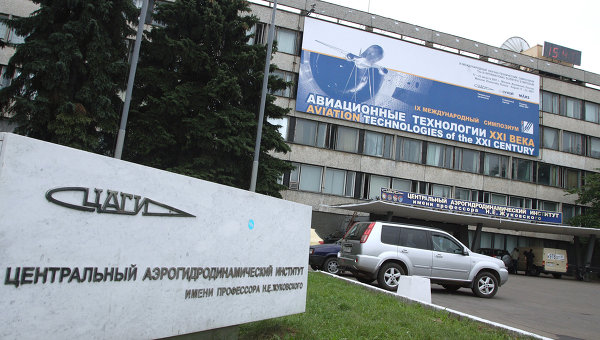 ЦАГИ
ЦЕНТРАЛЬНЫЙ АЭРОГИДРОДИНАМИЧЕСКИЙ ИНСТИТУТ
ИМЕНИ ПРОФЕССОРА Н.Е.ЖУКОВСКОГО
IX МЕЖДУНАРОДНЫЙ СИМПОЗИУМ
АВИАЦИОННЫЕ ТЕХНОЛОГИИ XXI ВЕКА
AVIATION TECHNOLOGIES of the XXI CENTURY
ЦЕНТРАЛЬНЫЙ АЭРОГИДРОДИНАМИЧЕСКИЙ ИНСТИТУТ
имени профессора Н.Е.Жуковского